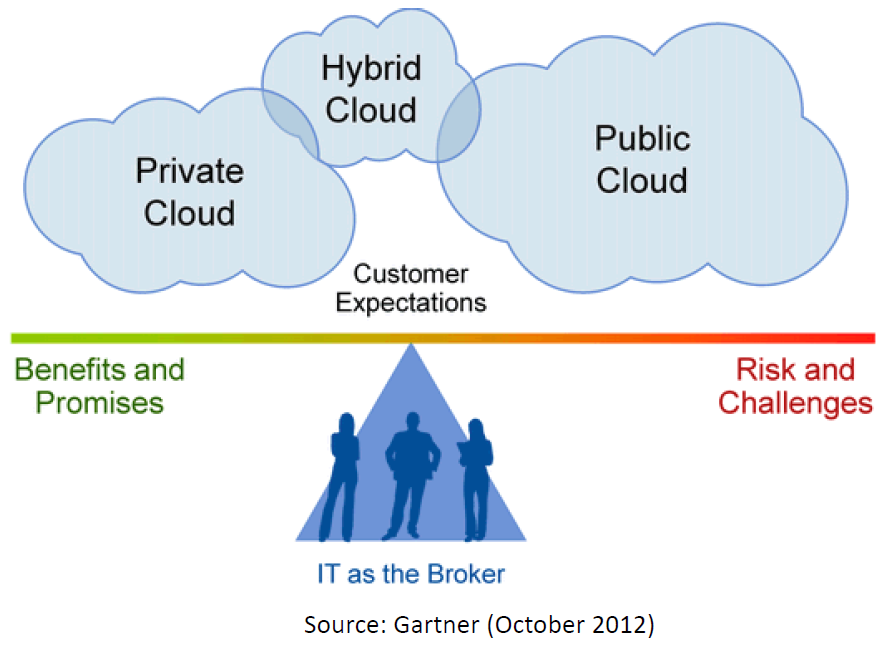 Hybrid
Cloud
Private
Cloud
Public
Cloud
Customer
Expectations
Benefits and
Promises
Risk and
Challenges
IT as the Broker
Source: Gartner (October 2012)